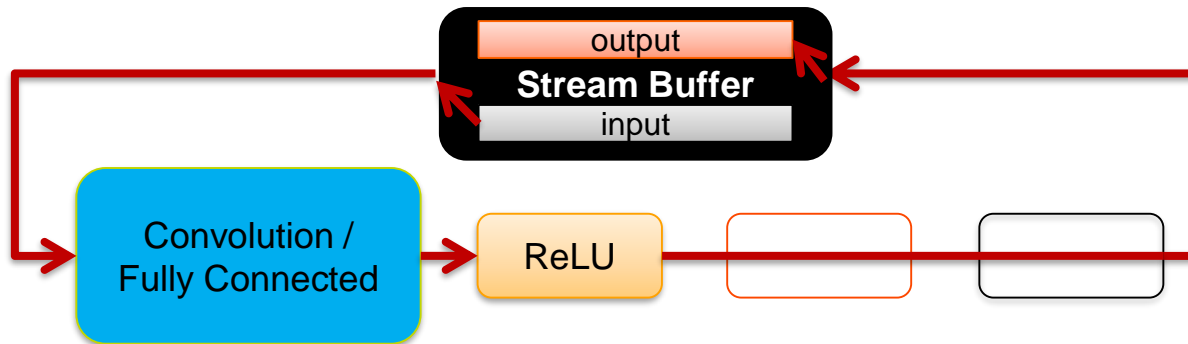 output
Stream Buffer
input
Convolution /
Fully Connected
ReLU